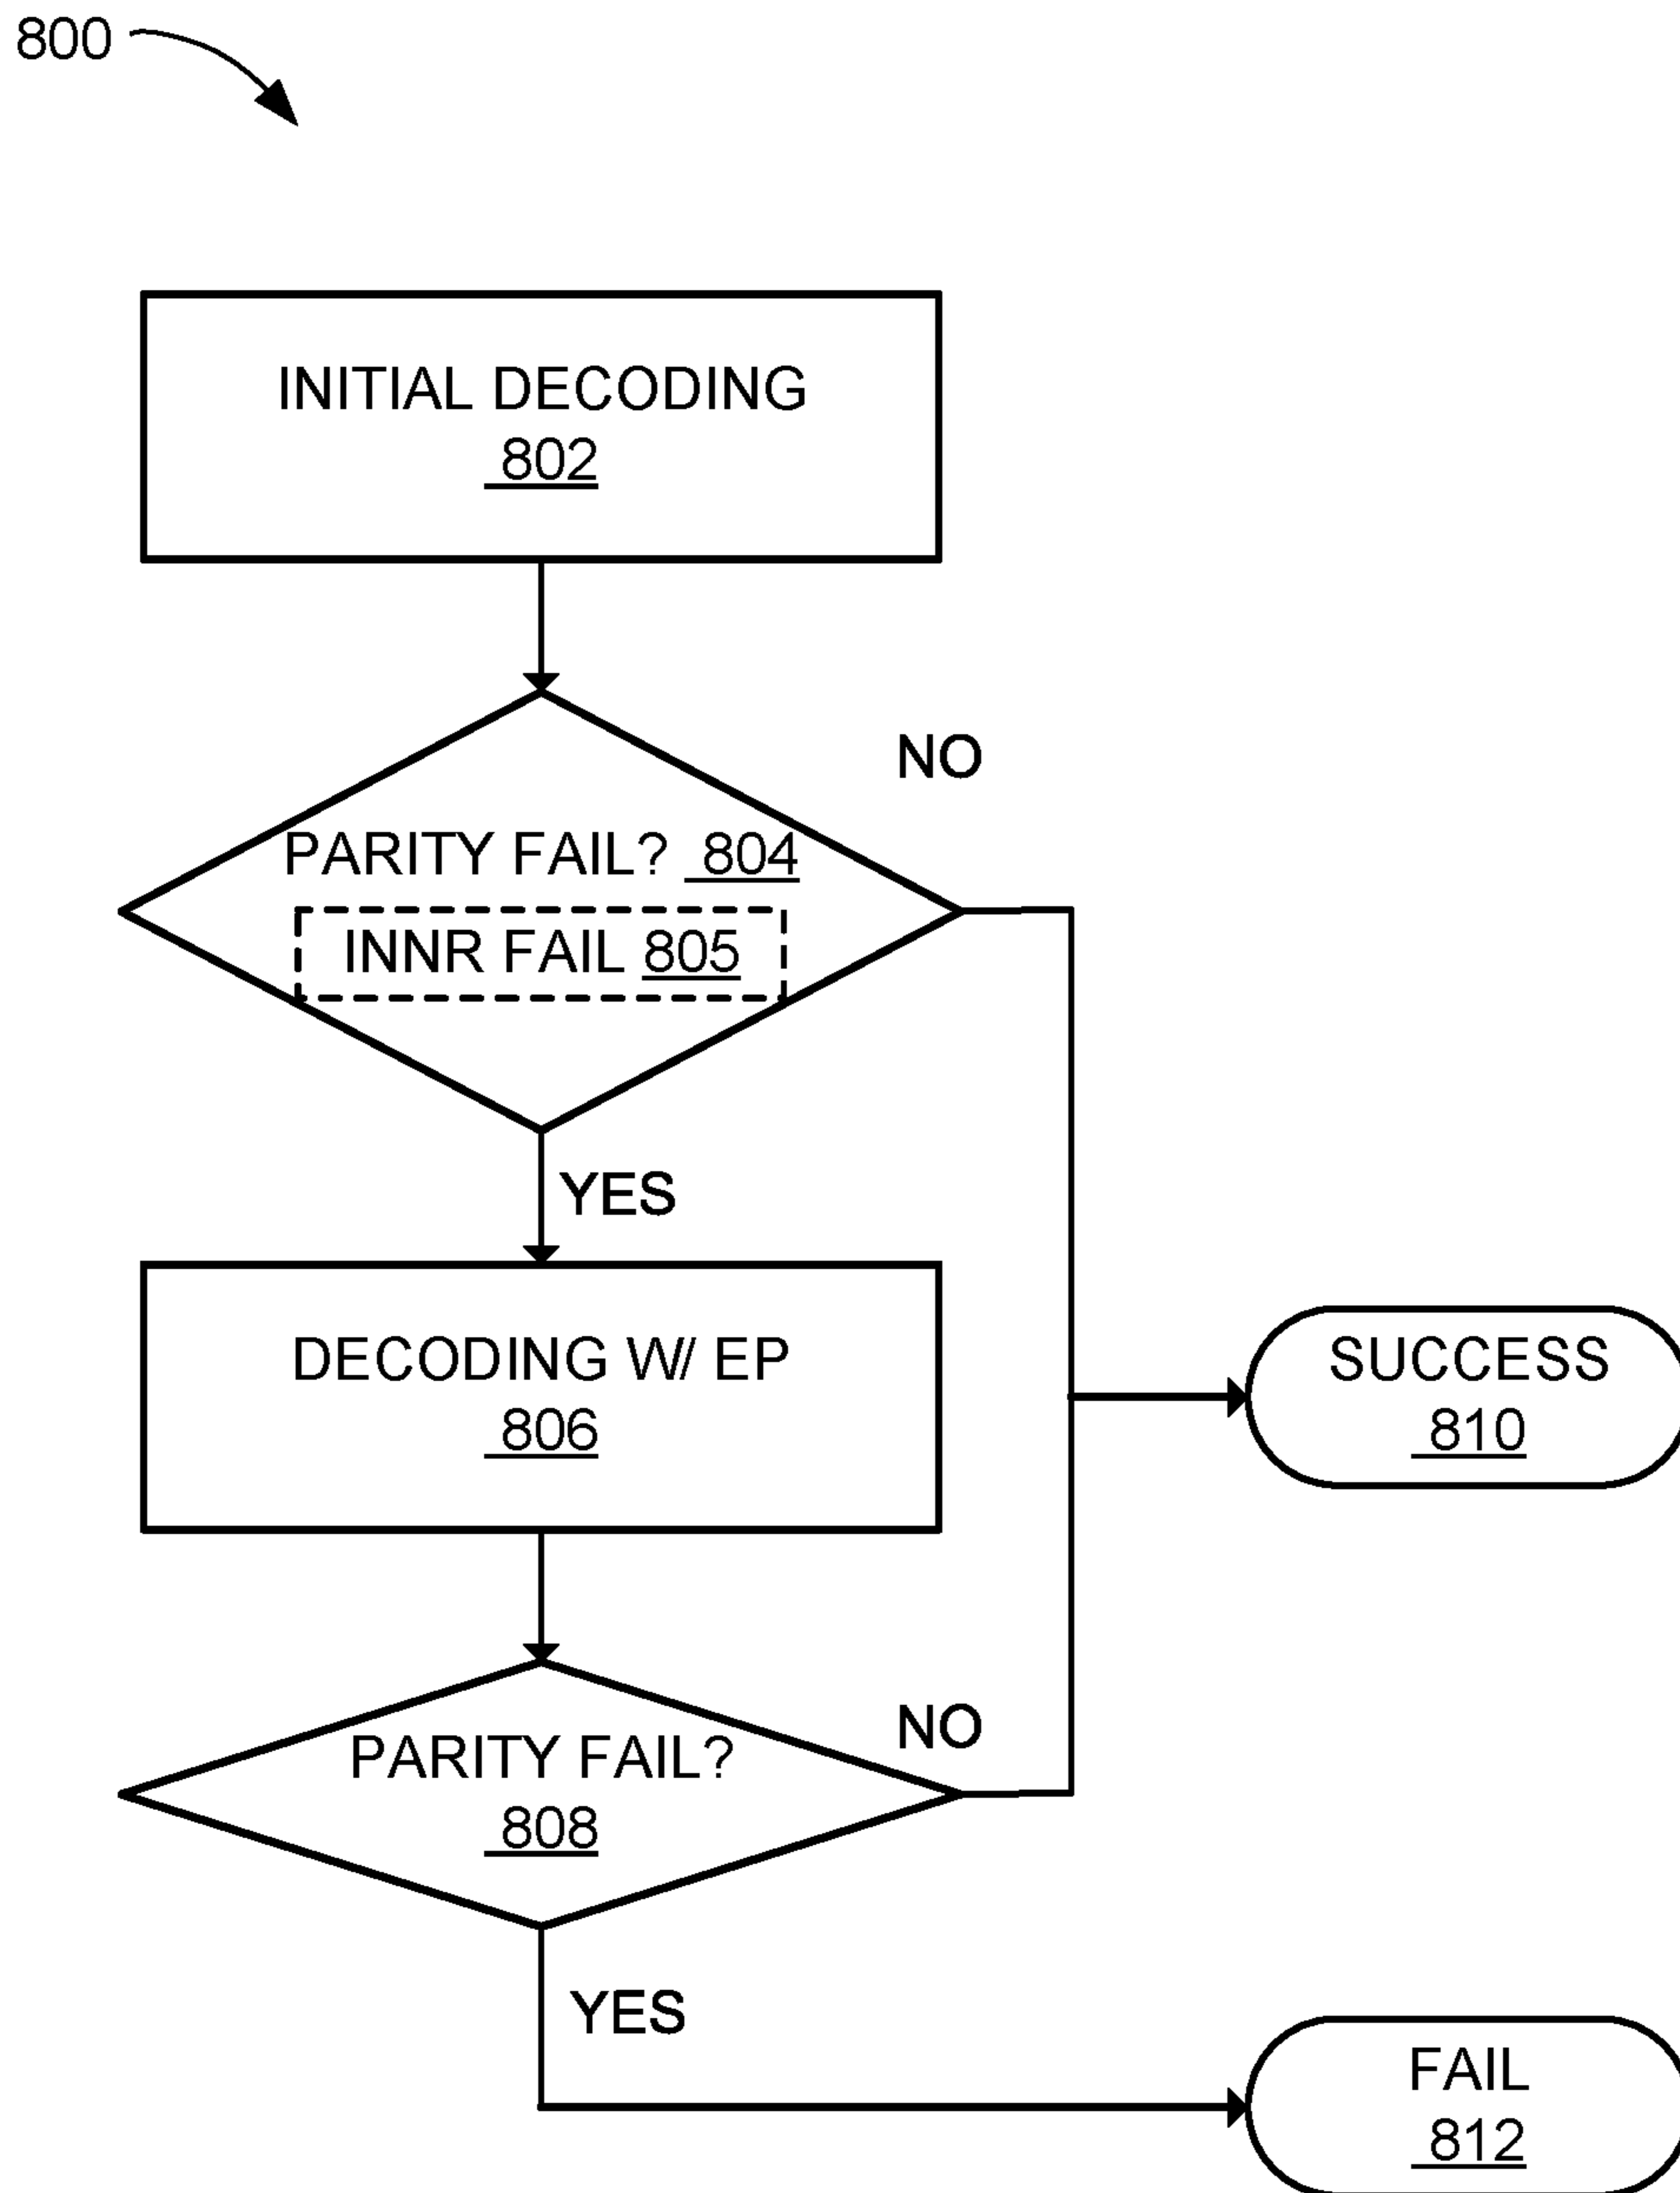 800
INITIAL DECODING
802
NO
PARITY FAIL? 804
INNR FAIL 805
YES
DECODING W/ EP
806
SUCCESS
810
NO
PARITY FAIL?
808
YES
FAIL
812